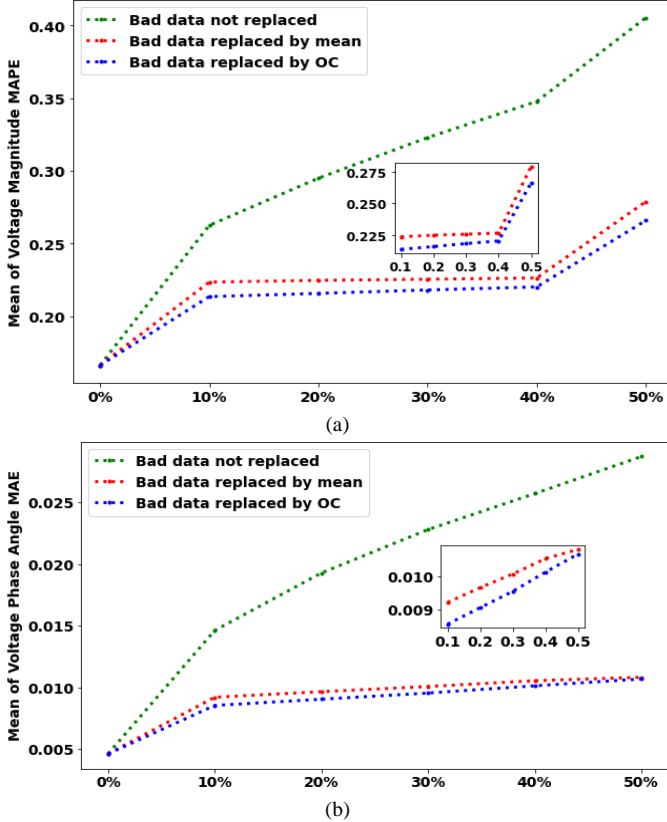 Mean of Voltage Magnitude MAPE
0.40
0.35
0.30
0.25
0.20
Bad data not replaced
Bad data replaced by mean
Bad data replaced by OC
0.275
0.250
0.225
0.1 0.2 0.3 0.4 0.5
0% 10% 20% 30% 40% 50%
(a)
Mean of Voltage Phase Angle MAE
0.025
0.020
0.015
0.010
0.005
Bad data not replaced
Bad data replaced by mean
Bad data replaced by OC
0.010
0.009
0.1 0.2 0.3 0.4 0.5
0% 10% 20% 30% 40% 50%
(b)